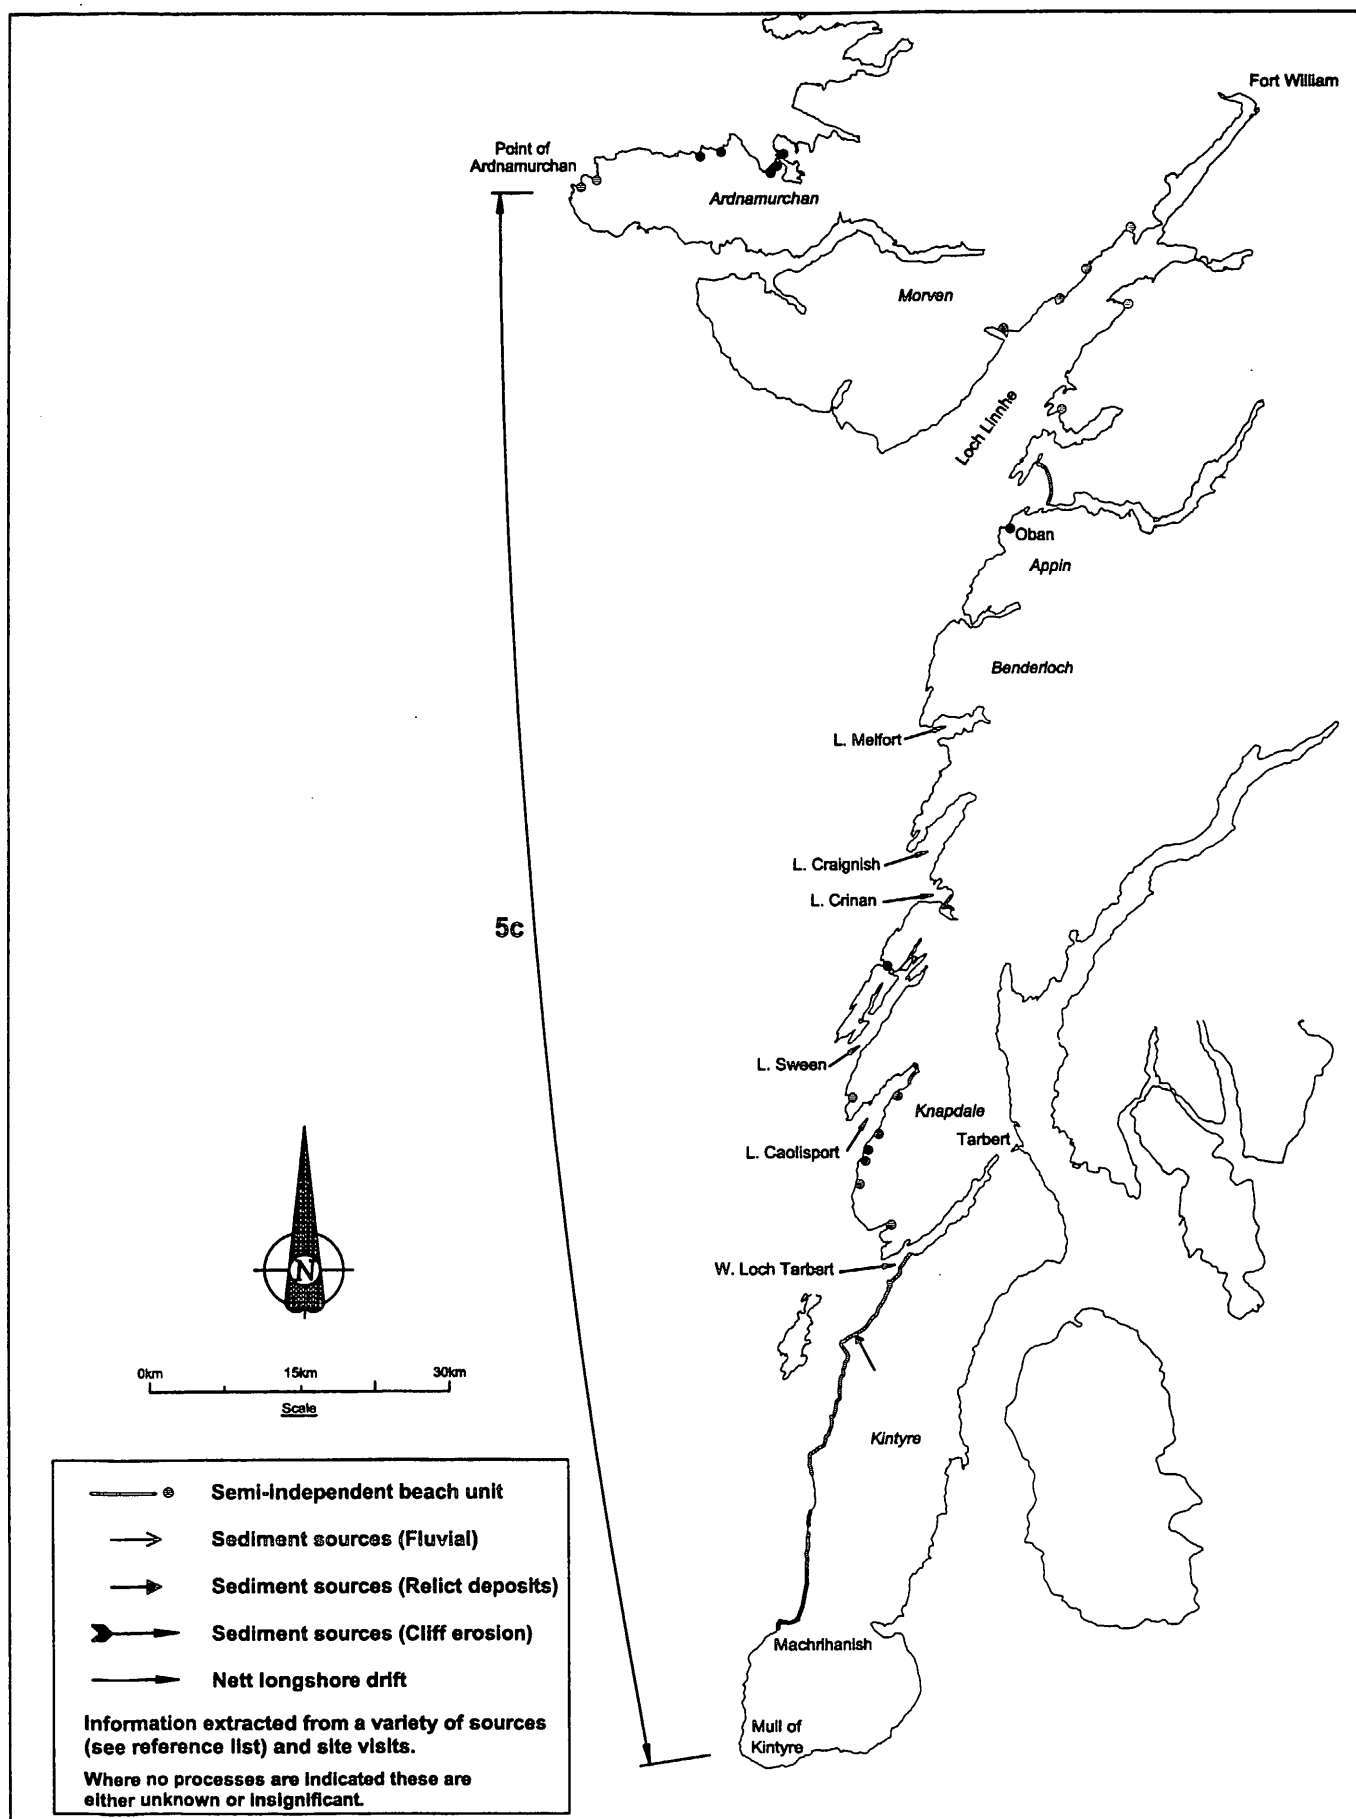 Fort William
Point of
Ardnamurchan
Ardnamurchan
Morven
Loch Linnhe
Oban
Appin
Benderloch
L. Melfort
L. Craignish
L. Crinan
5c
L. Sween
Knapdale
Tarbert
L. Caolisport
W. Loch Tarbert
N
0km 15km 30km
Scale
Kintyre
Machrihanish
Mull of
Kintyre
Semi-independent beach unit
Sediment sources (Fluvial)
Sediment sources (Relict deposits)
Sediment sources (Cliff erosion)
Nett longshore drift
Information extracted from a variety of sources
(see reference list) and site visits.
Where no processes are indicated these are
either unknown or insignificant.